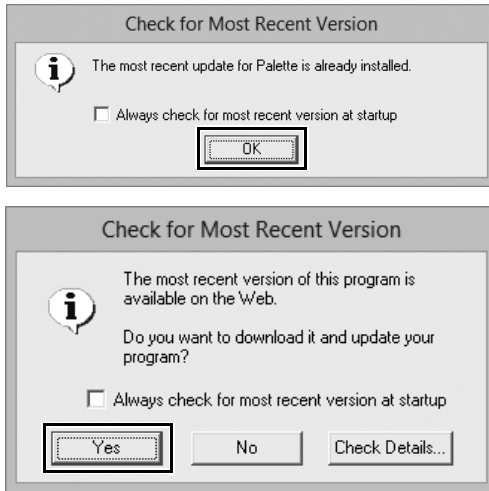 Check for Most Recent Version
The most recent update for Palette is already installed.
Always check for most recent version at startup
OK
Check for Most Recent Version
The most recent version of this program is
available on the Web.
Do you want to download it and update your
program?
Always check for most recent version at startup
Yes No Check Details...